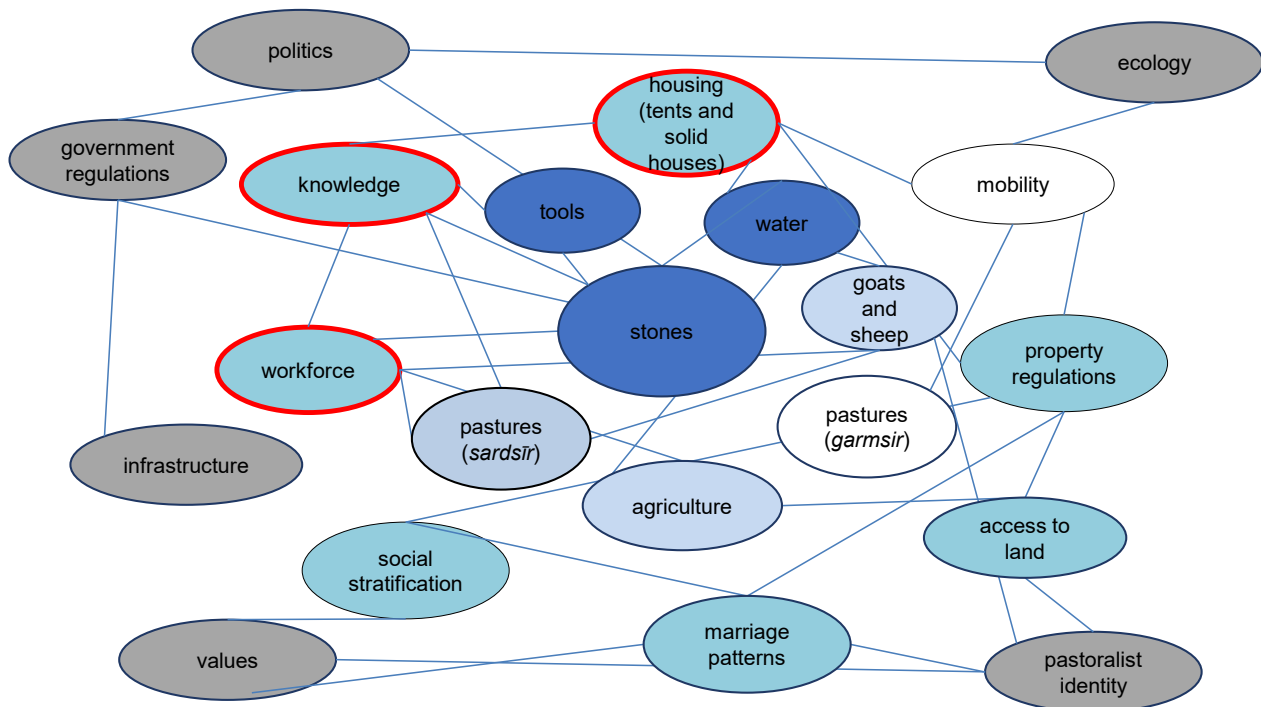 politics
ecology
housing
(tents and
solid
houses)
government
regulations
knowledge
mobility
tools
water
goats
and
sheep
stones
property
regulations
workforce
pastures
(sardsīr)
pastures
(garmsir)
infrastructure
agriculture
access to
land
social
stratification
marriage
patterns
values
pastoralist
identity